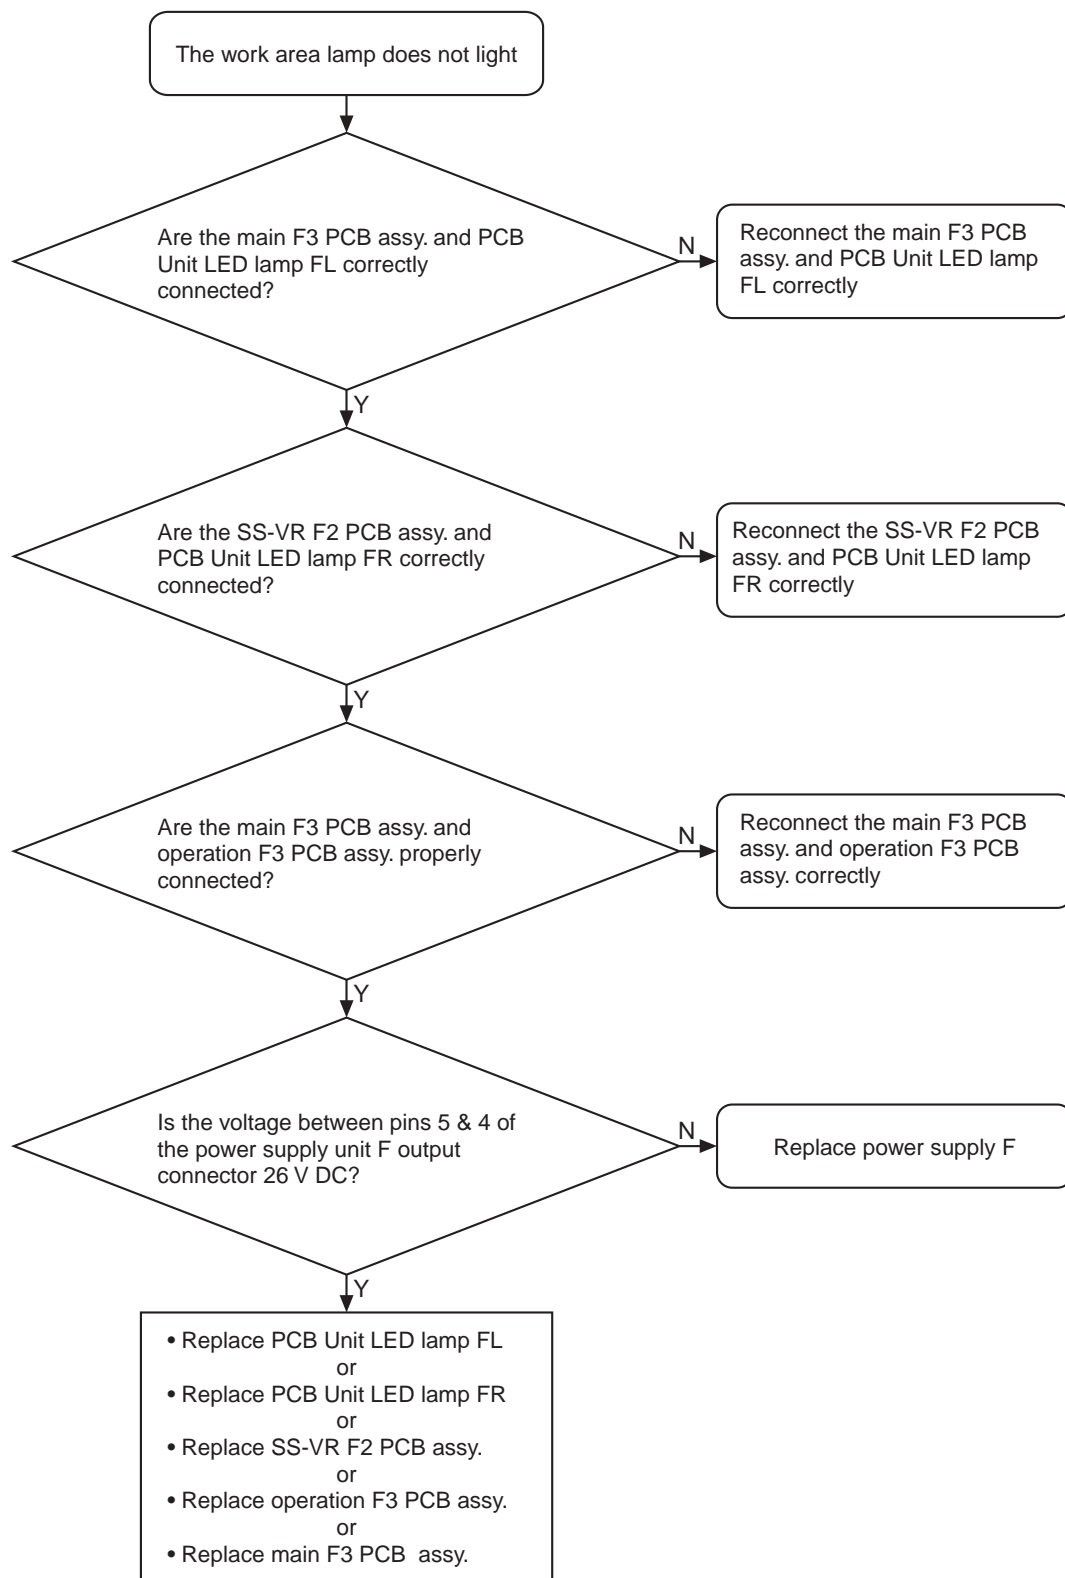 The work area lamp does not light
Are the main F3 PCB assy. and PCB
Unit LED lamp FL correctly
connected?
N
Reconnect the main F3 PCB
assy. and PCB Unit LED lamp
FL correctly
Y
Are the SS-VR F2 PCB assy. and
PCB Unit LED lamp FR correctly
connected?
N
Reconnect the SS-VR F2 PCB
assy. and PCB Unit LED lamp
FR correctly
Y
Are the main F3 PCB assy. and
operation F3 PCB assy. properly
connected?
N
Reconnect the main F3 PCB
assy. and operation F3 PCB
assy. correctly
Y
Is the voltage between pins 5 & 4 of
the power supply unit F output
connector 26 V DC?
N
Replace power supply F
Y
• Replace PCB Unit LED lamp FL
or
• Replace PCB Unit LED lamp FR
or
• Replace SS-VR F2 PCB assy.
or
• Replace operation F3 PCB assy.
or
• Replace main F3 PCB  assy.